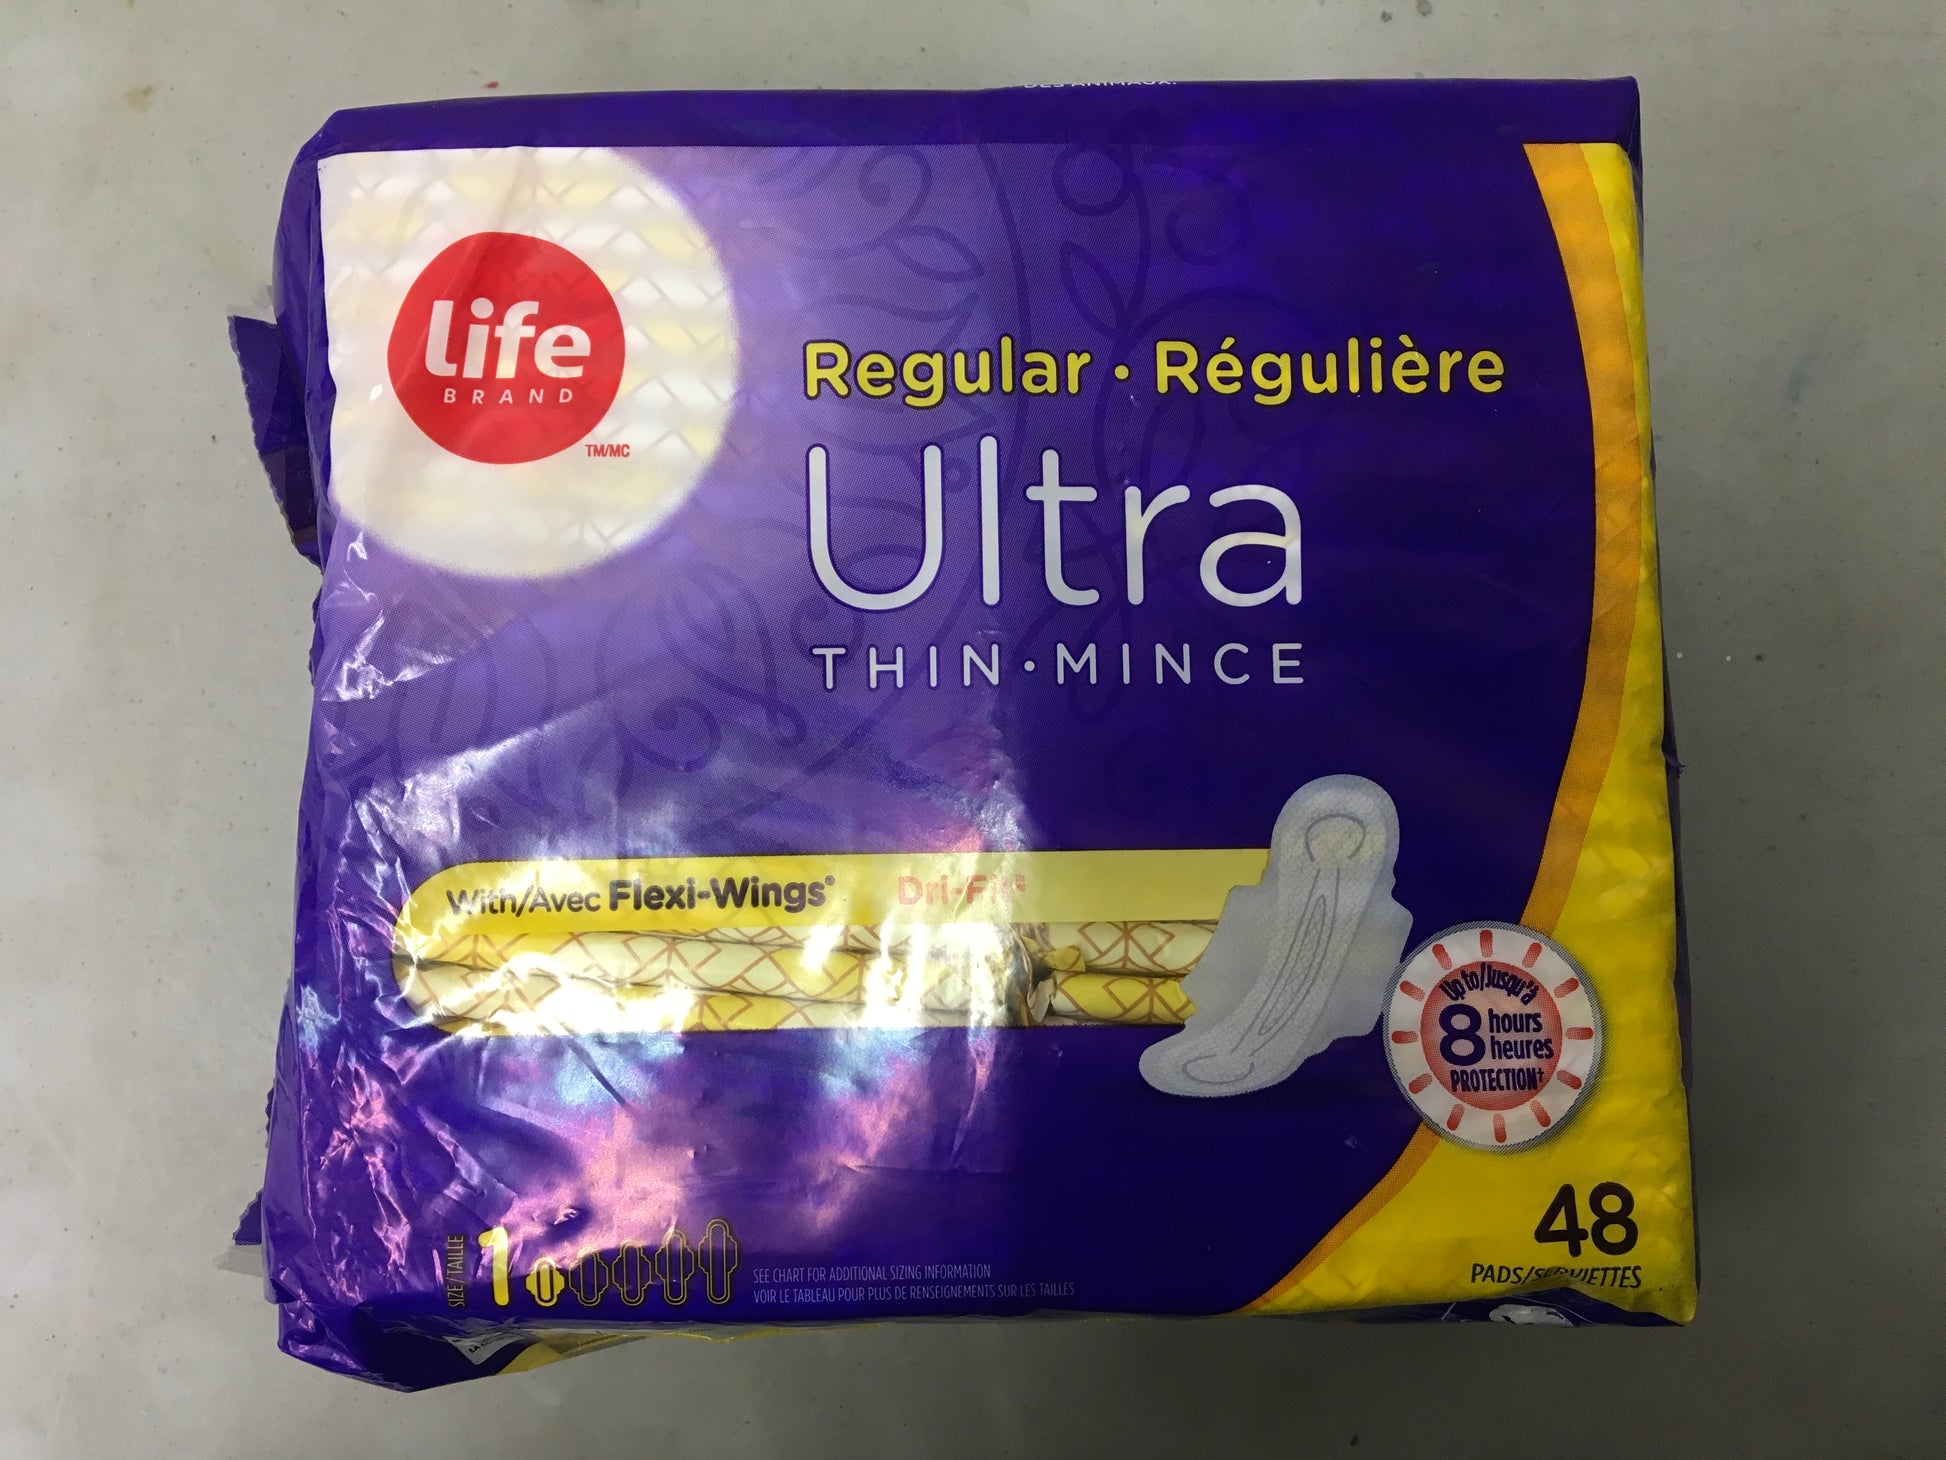 DES ANIMAUX.
Life
BRAND
TM/MC
Regular · Régulière
Ultra
THIN · MINCE
With/Avec Flexi-Wings° Dri-Fit‡
Up to/Jusqu'à
8 hours
heures
PROTECTION†
48
PADS/SERVIETTES
SIZE/TAILLE
1
SEE CHART FOR ADDITIONAL SIZING INFORMATION
VOIR LE TABLEAU POUR PLUS DE RENSEIGNEMENTS SUR LES TAILLES